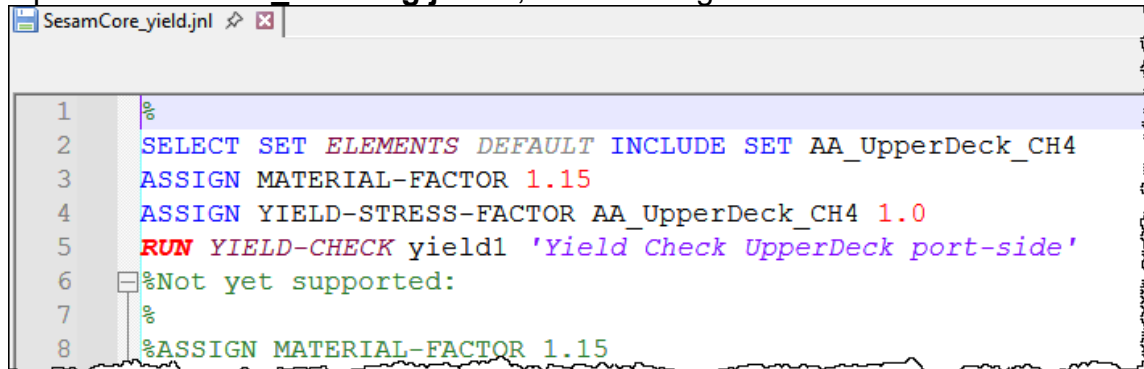 SesamCore_yield.jnl
1 %
2 SELECT SET ELEMENTS DEFAULT INCLUDE SET AA_UpperDeck_CH4
3 ASSIGN MATERIAL-FACTOR 1.15
4 ASSIGN YIELD-STRESS-FACTOR AA_UpperDeck_CH4 1.0
5 RUN YIELD-CHECK yield1 'Yield Check UpperDeck port-side'
6 %Not yet supported:
7 %
8 %ASSIGN MATERIAL-FACTOR 1.15